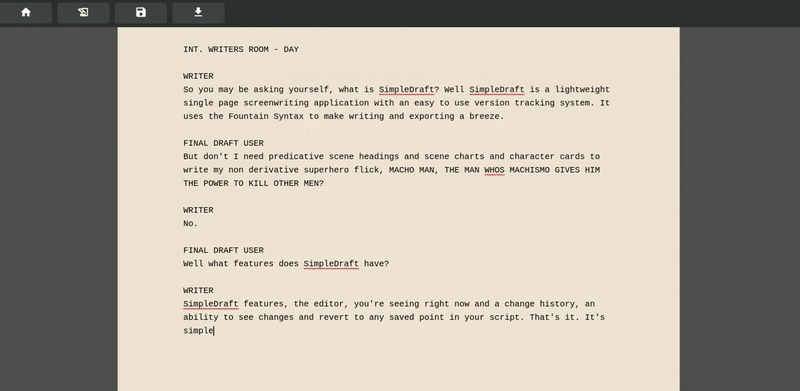 INT. WRITERS ROOM - DAY
WRITER
So you may be asking yourself, what is SimpleDraft? Well SimpleDraft is a lightweight
single page screenwriting application with an easy to use version tracking system. It
uses the Fountain Syntax to make writing and exporting a breeze.
FINAL DRAFT USER
But don't I need predicative scene headings and scene charts and character cards to
write my non derivative superhero flick, MACHO MAN, THE MAN WHOS MACHISMO GIVES HIM
THE POWER TO KILL OTHER MEN?
WRITER
No.
FINAL DRAFT USER
Well what features does SimpleDraft have?
WRITER
SimpleDraft features, the editor, you're seeing right now and a change history, an
ability to see changes and revert to any saved point in your script. That's it. It's
simple